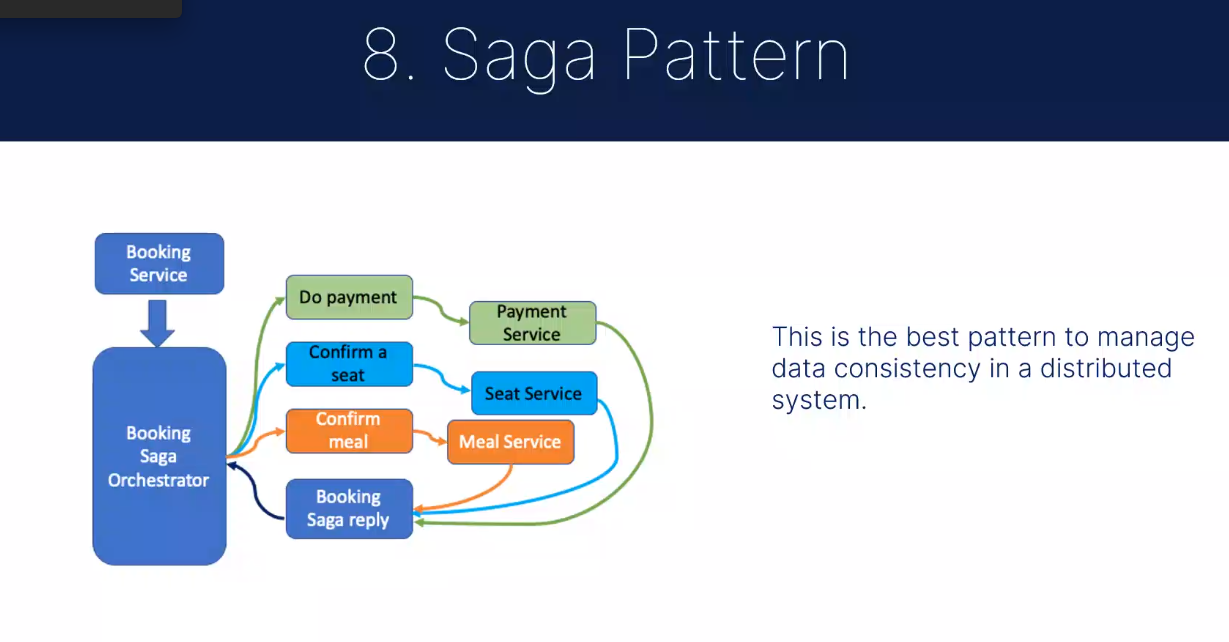 8. Saga Pattern
Booking
Service
Do payment
Payment
Service
Confirm a
seat
Seat Service
Confirm
meal
Meal Service
Booking
Saga
Orchestrator
Booking
Saga reply
This is the best pattern to manage
data consistency in a distributed
system.